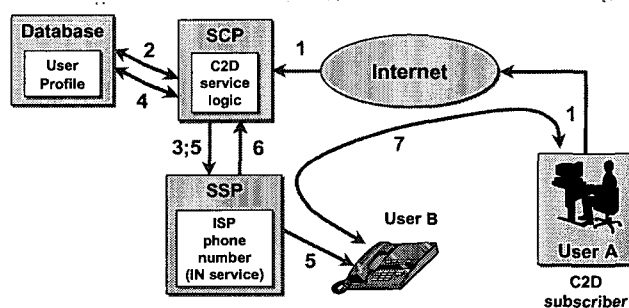 Database
User
Profile
2
4
SCP
C2D
service
logic
1
Internet
1
3;5
6
7
SSP
ISP
phone
number
(IN service)
5
User B
User A
C2D
subscriber